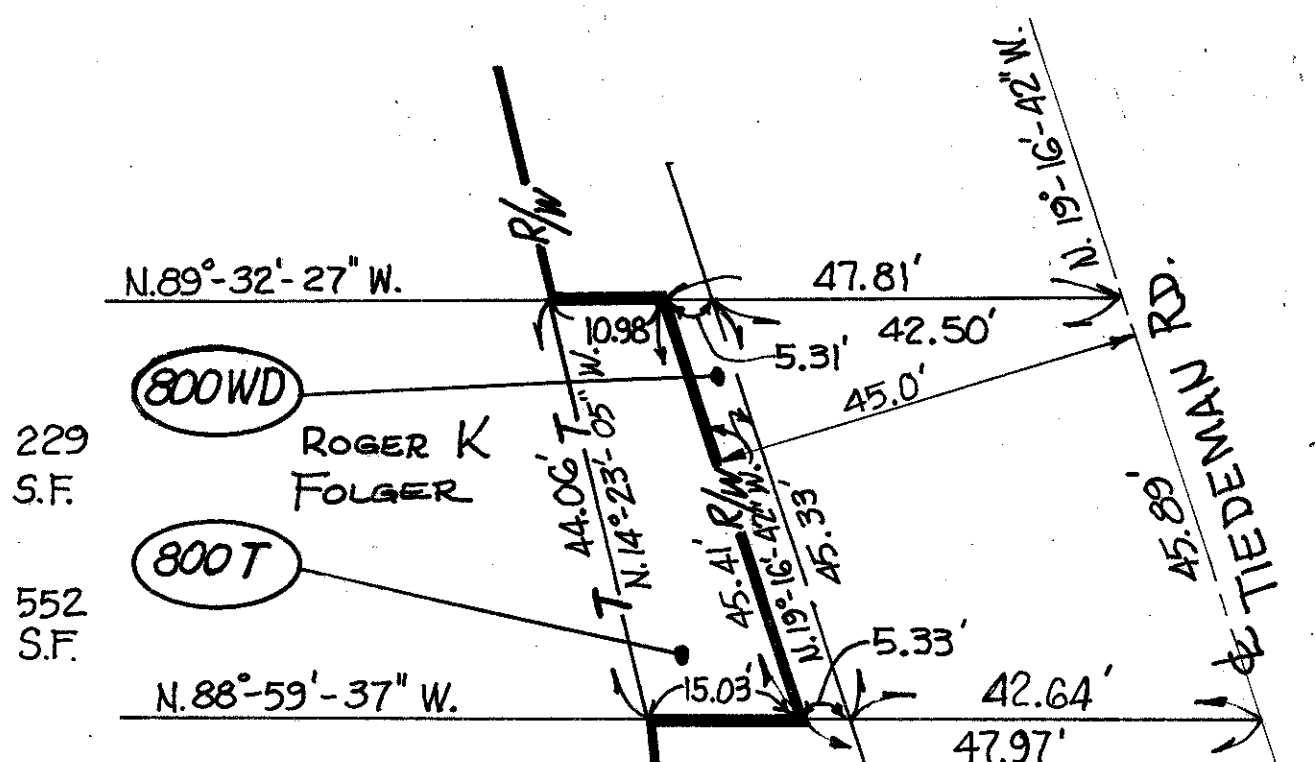 N. 19°-16'-42" W.
R/W
N.89°-32'-27" W.
47.81'
10.98'
42.50'
5.31'
800WD
45.0'
ROGER K
FOLGER
229
S.F.
T
44.06'
N. 14°-23'-05" W.
T
R/W
45.41'
N.19°-16'-42" W.
45.33'
45.89'
℄ TIEDEMAN RD.
800T
552
S.F.
5.33'
15.03'
N.88°-59'-37" W.
42.64'
47.97'